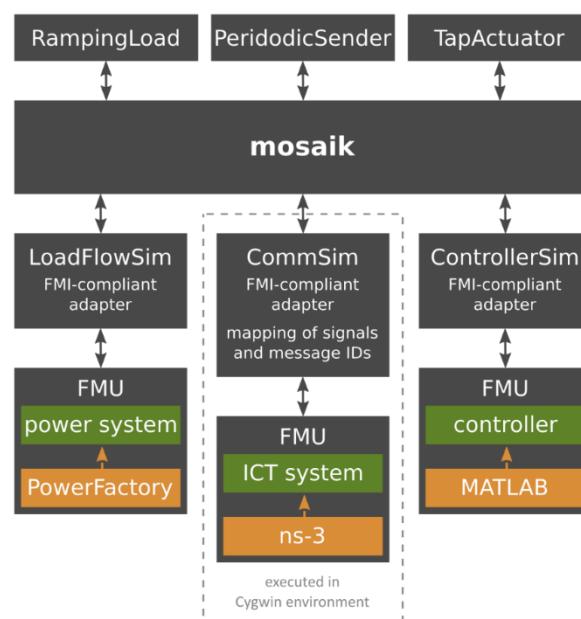 RampingLoad
PeridodicSender
TapActuator
mosaik
LoadFlowSim
FMI-compliant
adapter
CommSim
FMI-compliant
adapter
mapping of signals
and message IDs
ControllerSim
FMI-compliant
adapter
FMU
power system
PowerFactory
FMU
ICT system
ns-3
FMU
controller
MATLAB
executed in
Cygwin environment